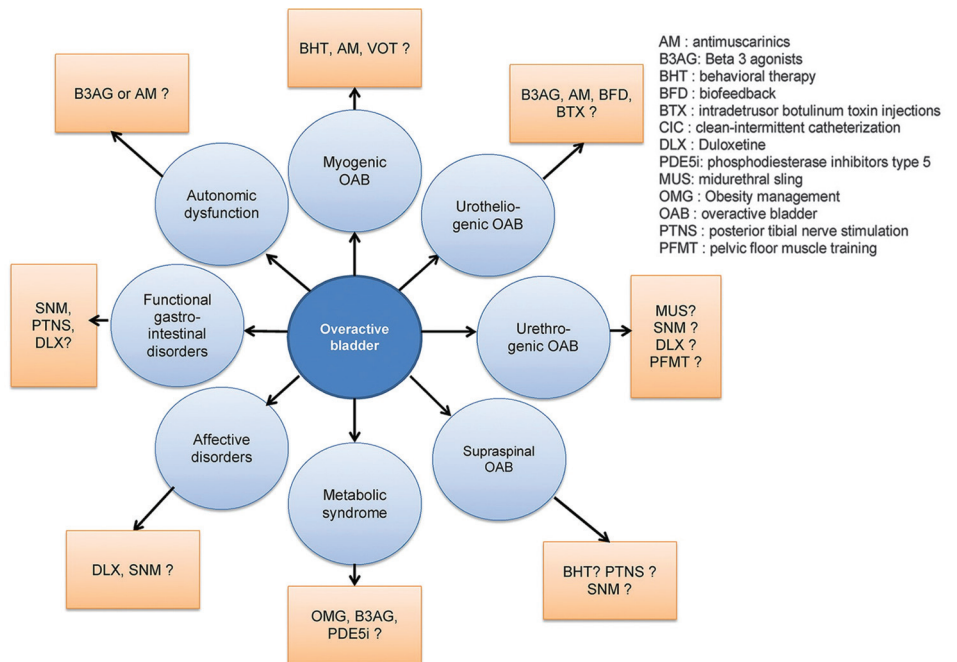 BHT, AM, VOT ?
B3AG or AM ?
B3AG, AM, BFD,
BTX ?
Myogenic
OAB
Autonomic
dysfunction
Urothelio-
genic OAB
SNM,
PTNS,
DLX?
Functional
gastro-
intestinal
disorders
Overactive
bladder
Urethro-
genic OAB
MUS?
SNM ?
DLX ?
PFMT ?
Affective
disorders
Metabolic
syndrome
Supraspinal
OAB
DLX, SNM ?
OMG, B3AG,
PDE5i ?
BHT? PTNS ?
SNM ?
AM : antimuscarinics
B3AG: Beta 3 agonists
BHT : behavioral therapy
BFD : biofeedback
BTX : intradetrusor botulinum toxin injections
CIC : clean-intermittent catheterization
DLX : Duloxetine
PDE5i: phosphodiesterase inhibitors type 5
MUS: midurethral sling
OMG : Obesity management
OAB : overactive bladder
PTNS : posterior tibial nerve stimulation
PFMT : pelvic floor muscle training